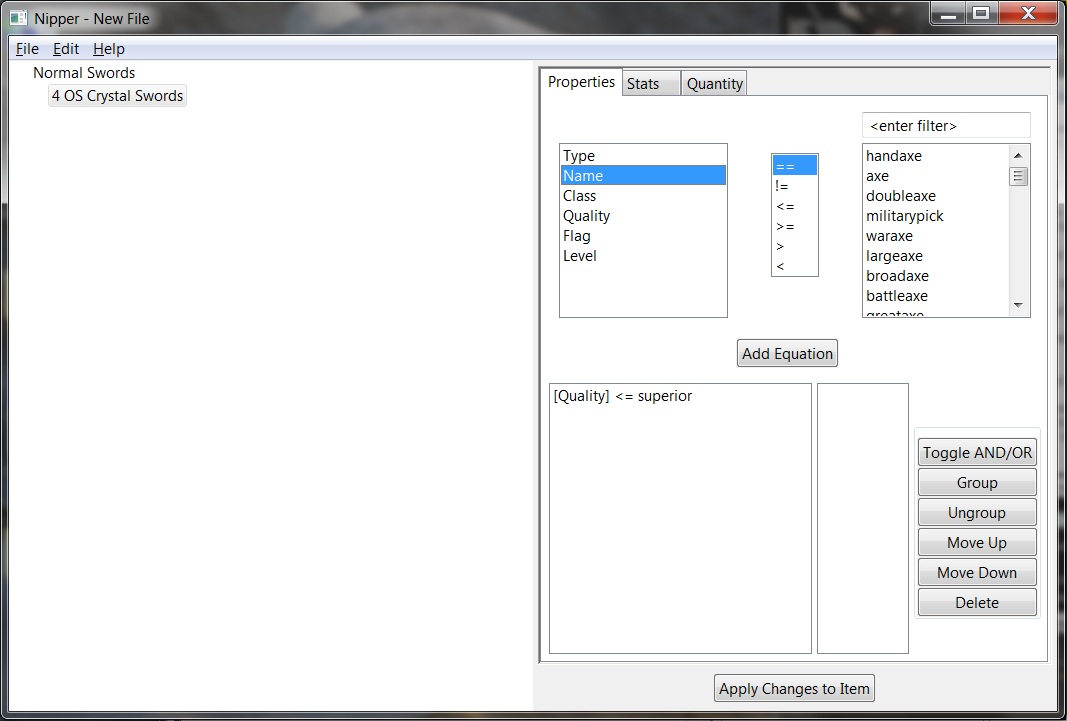 Nipper - New File
File Edit Help
Normal Swords
4 OS Crystal Swords
Properties Stats Quantity
<enter filter>
Type
Name
Class
Quality
Flag
Level
==
!=
<=
>=
>
<
handaxe
axe
doubleaxe
militarypick
waraxe
largeaxe
broadaxe
battleaxe
greataxe
Add Equation
[Quality] <= superior
Toggle AND/OR
Group
Ungroup
Move Up
Move Down
Delete
Apply Changes to Item